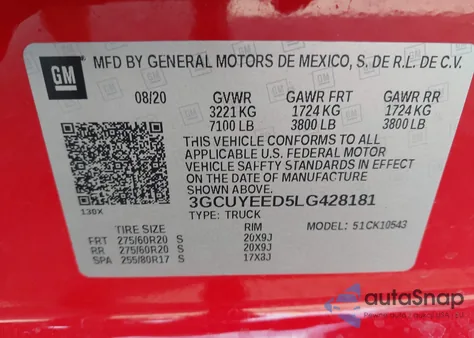 GM
MFD BY GENERAL MOTORS DE MEXICO, S. DE R.L. DE C.V.
08/20 GVWR GAWR FRT GAWR RR
3221 KG 1724 KG 1724 KG
7100 LB 3800 LB 3800 LB
THIS VEHICLE CONFORMS TO ALL
APPLICABLE U.S. FEDERAL MOTOR
VEHICLE SAFETY STANDARDS IN EFFECT
ON THE DATE OF MANUFACTURE
SHOWN ABOVE.
3GCUYEED5LG428181
130X TYPE: TRUCK
TIRE SIZE RIM 51CK10543
FRT 275/60R20 S 20X9J
RR 275/60R20 S 20X9J
SPA 255/80R17 S 17X8J
autoSnap